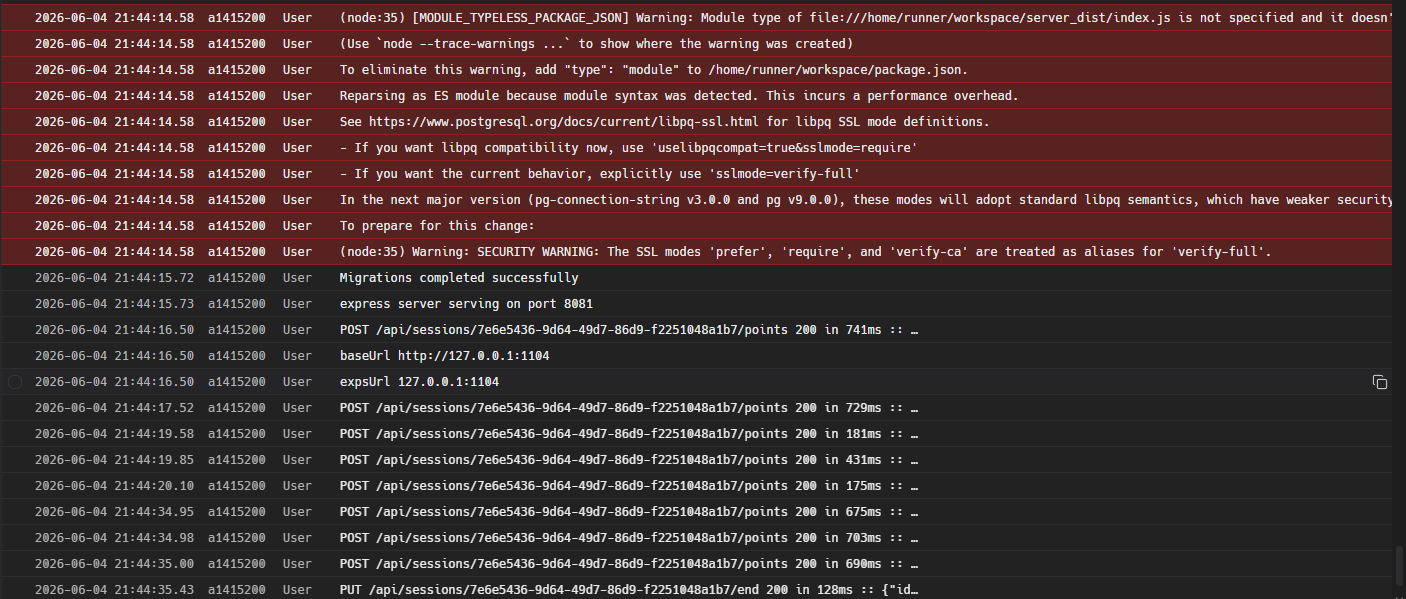 2026-06-04 21:44:14.58 a1415200 User (node:35) [MODULE_TYPELESS_PACKAGE_JSON] Warning: Module type of file:///home/runner/workspace/server_dist/index.js is not specified and it doesn'
2026-06-04 21:44:14.58 a1415200 User (Use `node --trace-warnings ...` to show where the warning was created)
2026-06-04 21:44:14.58 a1415200 User To eliminate this warning, add "type": "module" to /home/runner/workspace/package.json.
2026-06-04 21:44:14.58 a1415200 User Reparsing as ES module because module syntax was detected. This incurs a performance overhead.
2026-06-04 21:44:14.58 a1415200 User See https://www.postgresql.org/docs/current/libpq-ssl.html for libpq SSL mode definitions.
2026-06-04 21:44:14.58 a1415200 User - If you want libpq compatibility now, use 'uselibpqcompat=true&sslmode=require'
2026-06-04 21:44:14.58 a1415200 User - If you want the current behavior, explicitly use 'sslmode=verify-full'
2026-06-04 21:44:14.58 a1415200 User In the next major version (pg-connection-string v3.0.0 and pg v9.0.0), these modes will adopt standard libpq semantics, which have weaker security
2026-06-04 21:44:14.58 a1415200 User To prepare for this change:
2026-06-04 21:44:14.58 a1415200 User (node:35) Warning: SECURITY WARNING: The SSL modes 'prefer', 'require', and 'verify-ca' are treated as aliases for 'verify-full'.
2026-06-04 21:44:15.72 a1415200 User Migrations completed successfully
2026-06-04 21:44:15.73 a1415200 User express server serving on port 8081
2026-06-04 21:44:16.50 a1415200 User POST /api/sessions/7e6e5436-9d64-49d7-86d9-f2251048a1b7/points 200 in 741ms :: …
2026-06-04 21:44:16.50 a1415200 User baseUrl http://127.0.0.1:1104
2026-06-04 21:44:16.50 a1415200 User expsUrl 127.0.0.1:1104
2026-06-04 21:44:17.52 a1415200 User POST /api/sessions/7e6e5436-9d64-49d7-86d9-f2251048a1b7/points 200 in 729ms :: …
2026-06-04 21:44:19.58 a1415200 User POST /api/sessions/7e6e5436-9d64-49d7-86d9-f2251048a1b7/points 200 in 181ms :: …
2026-06-04 21:44:19.85 a1415200 User POST /api/sessions/7e6e5436-9d64-49d7-86d9-f2251048a1b7/points 200 in 431ms :: …
2026-06-04 21:44:20.10 a1415200 User POST /api/sessions/7e6e5436-9d64-49d7-86d9-f2251048a1b7/points 200 in 175ms :: …
2026-06-04 21:44:34.95 a1415200 User POST /api/sessions/7e6e5436-9d64-49d7-86d9-f2251048a1b7/points 200 in 675ms :: …
2026-06-04 21:44:34.98 a1415200 User POST /api/sessions/7e6e5436-9d64-49d7-86d9-f2251048a1b7/points 200 in 703ms :: …
2026-06-04 21:44:35.00 a1415200 User POST /api/sessions/7e6e5436-9d64-49d7-86d9-f2251048a1b7/points 200 in 690ms :: …
2026-06-04 21:44:35.43 a1415200 User PUT /api/sessions/7e6e5436-9d64-49d7-86d9-f2251048a1b7/end 200 in 128ms :: {"id…